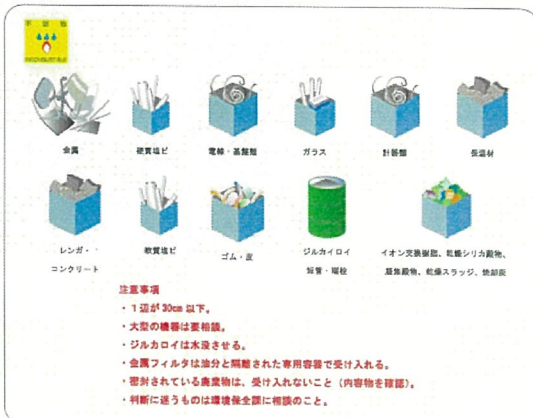 不燃物
金属
硬質塩ビ
電線・基盤類
ガラス
計器類
保温材
レンガ・
コンクリート
軟質塩ビ
ゴム・皮
ジルカイロイ
短管・端栓
イオン交換樹脂、乾燥シリカ殿物、
凝集殿物、乾燥スラッジ、焼却灰
注意事項
・1辺が30cm 以下。
・大型の機器は要相談。
・ジルカロイは水没させる。
・金属フィルタは油分と隔離された専用容器で受け入れる。
・密封されている廃棄物は、受け入れないこと（内容物を確認）。
・判断に迷うものは環境保全課に相談のこと。